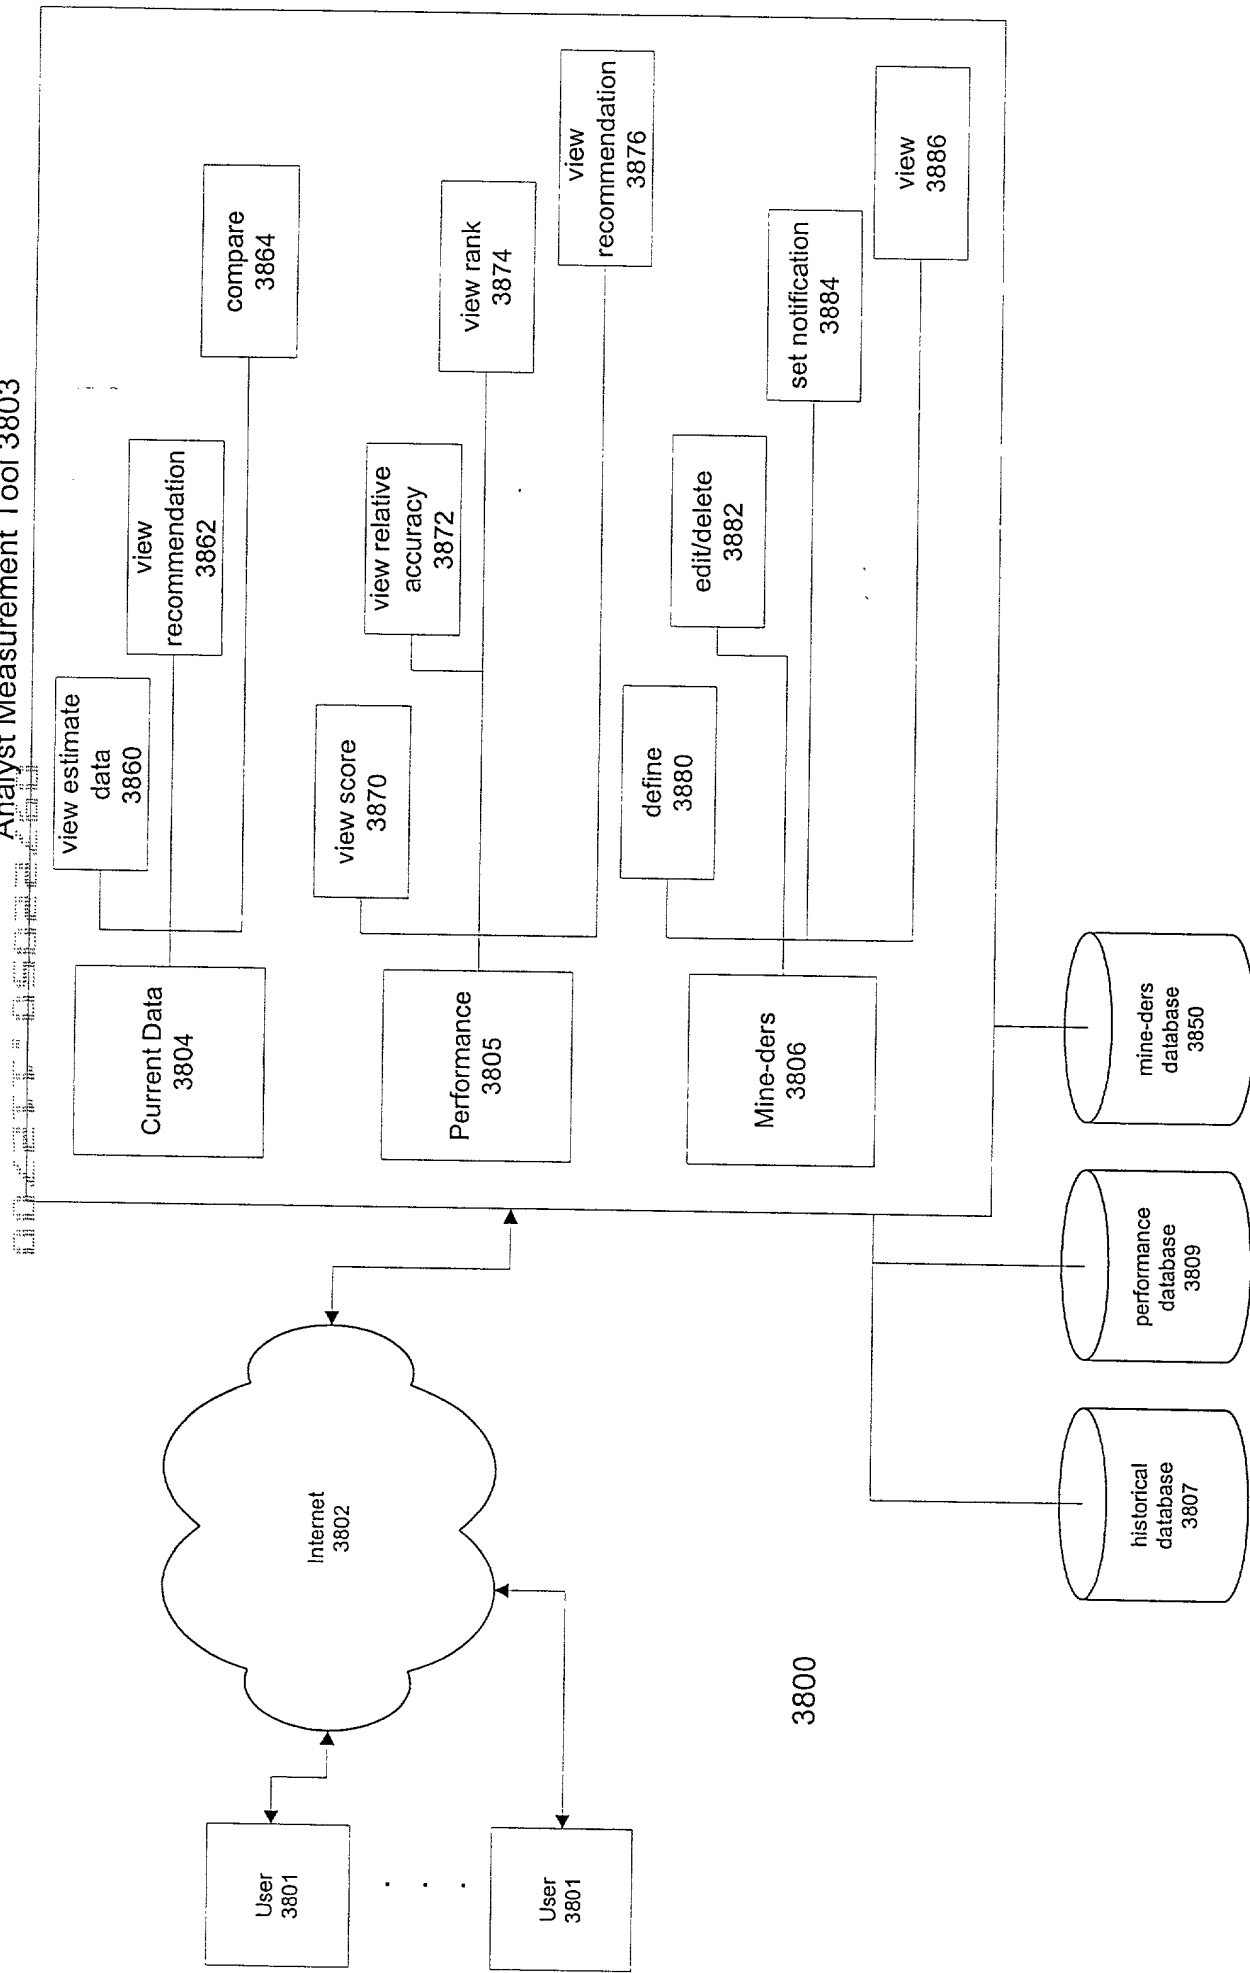 Analyst Measurement Tool 3803
User
3801
User
3801
Internet
3802
3800
Current Data
3804
view estimate
data
3860
view
recommendation
3862
compare
3864
Performance
3805
view score
3870
view relative
accuracy
3872
view rank
3874
view
recommendation
3876
Mine-ders
3806
define
3880
edit/delete
3882
set notification
3884
view
3886
historical
database
3807
performance
database
3809
mine-ders
database
3850